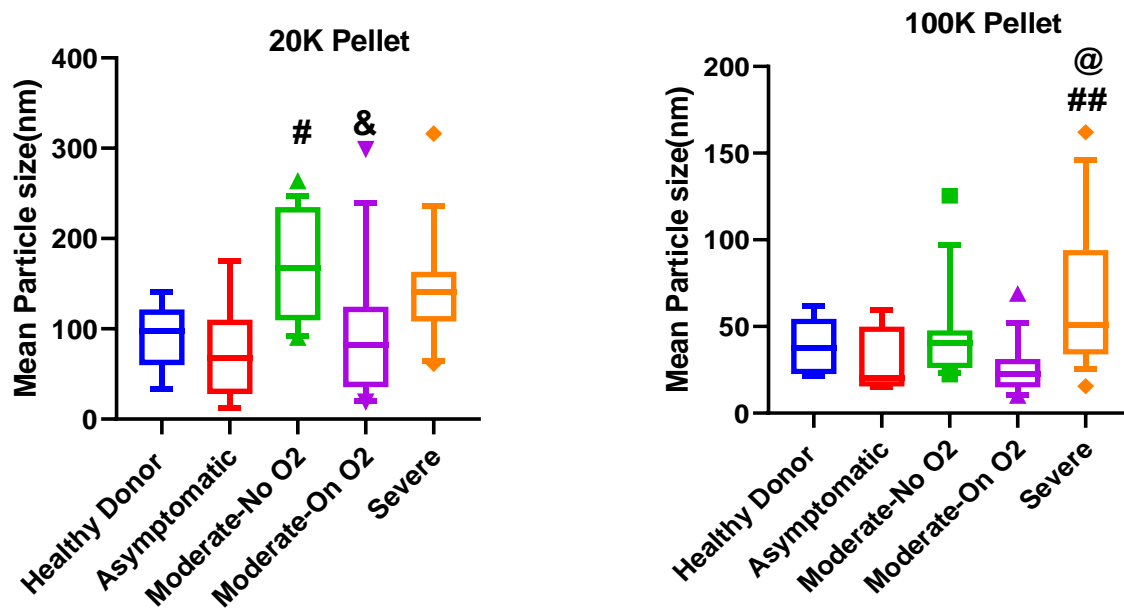 20K Pellet
Mean Particle size(nm)
400
300
200
100
0
#
&
Healthy Donor
Asymptomatic
Moderate-No O2
Moderate-On O2
Severe
100K Pellet
Mean Particle size(nm)
200
150
100
50
0
@
##
Healthy Donor
Asymptomatic
Moderate-No O2
Moderate-On O2
Severe